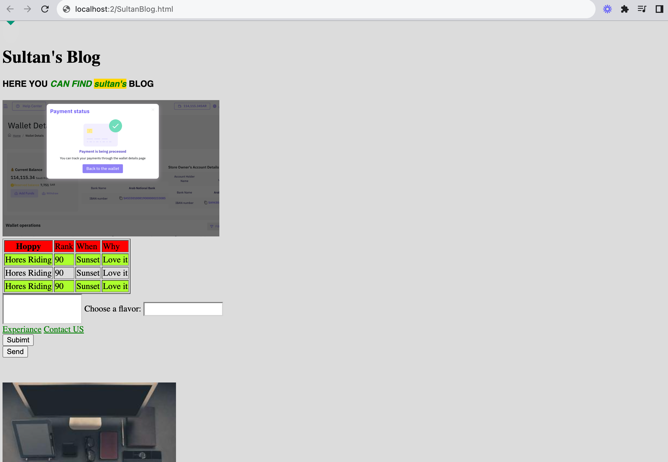 localhost:2/SultanBlog.html
Sultan's Blog
HERE YOU CAN FIND sultan's BLOG
Payment status
Wallet Det
Payment is being processed
You can track your payments through the wallet details page
Back to the wallet
Wallet operations
Hoppy Rank When Why
Hores Riding 90 Sunset Love it
Hores Riding 90 Sunset Love it
Hores Riding 90 Sunset Love it
Choose a flavor:
Experiance Contact US
Subimt
Send